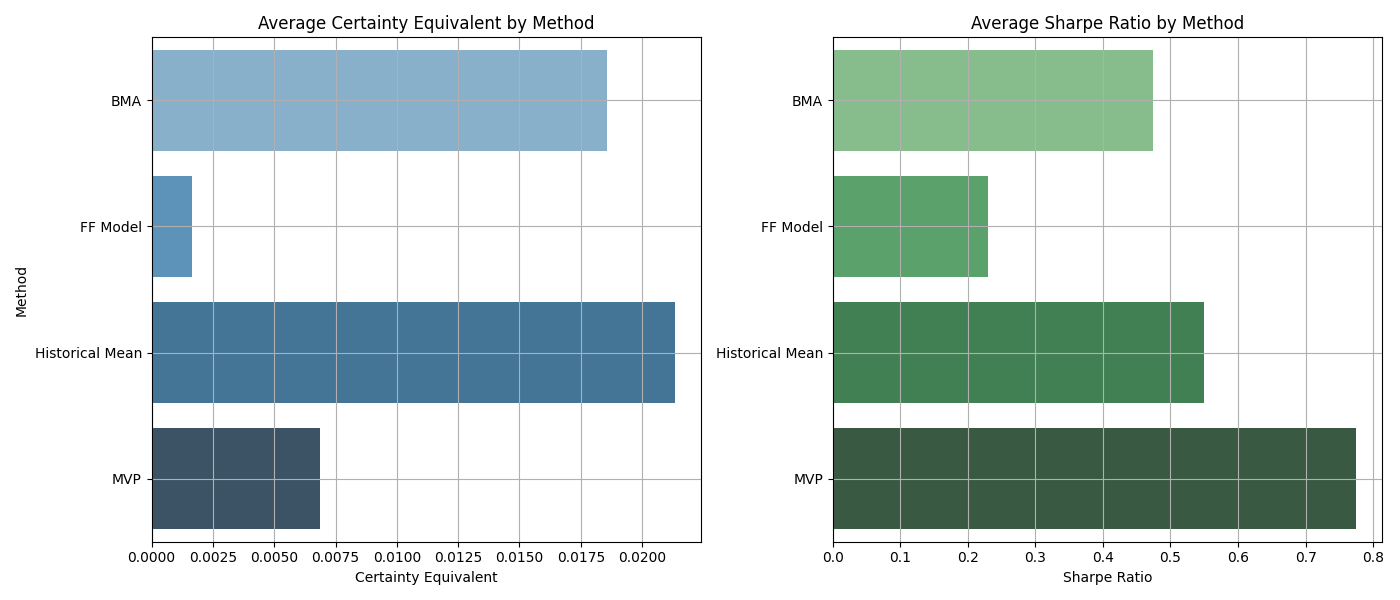 Average Certainty Equivalent by Method
Method
BMA
FF Model
Historical Mean
MVP
0.0000 0.0025 0.0050 0.0075 0.0100 0.0125 0.0150 0.0175 0.0200
Certainty Equivalent
Average Sharpe Ratio by Method
BMA
FF Model
Historical Mean
MVP
0.0 0.1 0.2 0.3 0.4 0.5 0.6 0.7 0.8
Sharpe Ratio